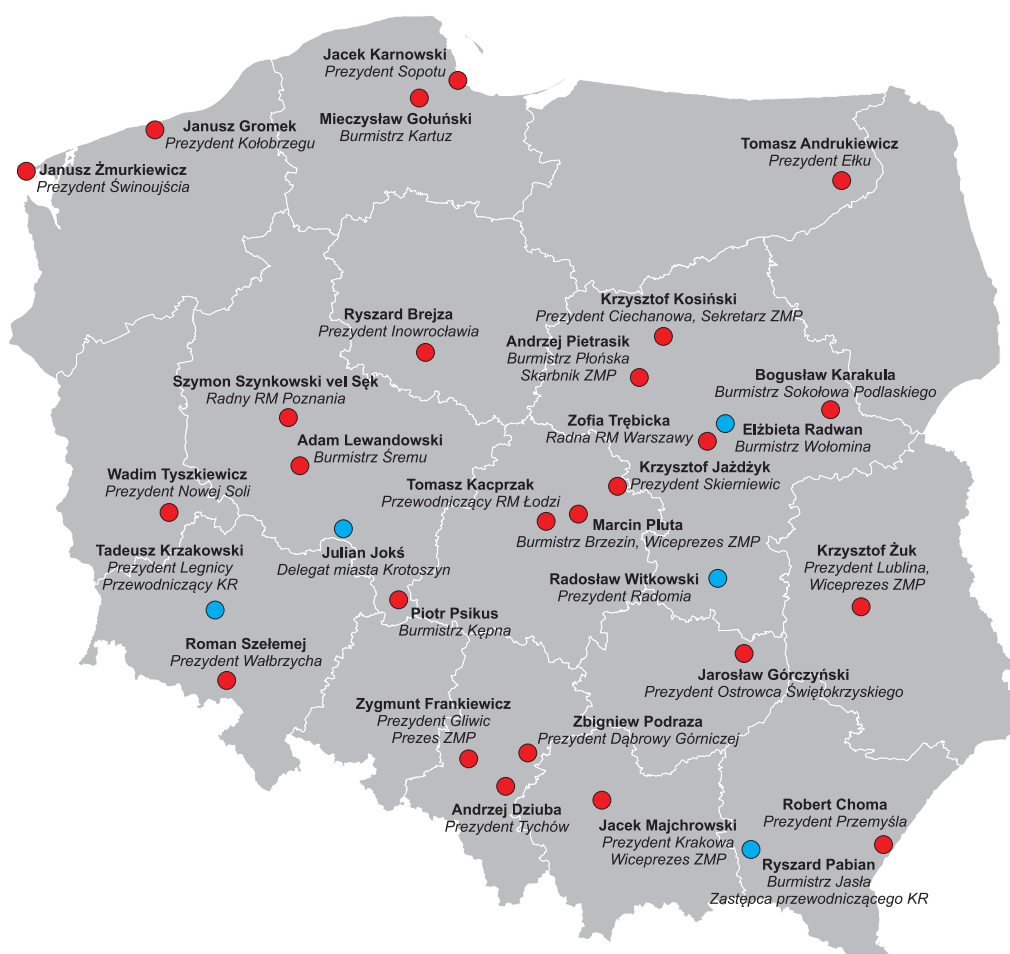 Jacek Karnowski
Prezydent Sopotu
Mieczysław Gołuński
Burmistrz Kartuz
Janusz Gromek
Prezydent Kołobrzegu
Janusz Żmurkiewicz
Prezydent Świnoujścia
Tomasz Andrukiewicz
Prezydent Ełku
Krzysztof Kosiński
Prezydent Ciechanowa, Sekretarz ZMP
Ryszard Brejza
Prezydent Inowrocławia
Andrzej Pietrasik
Burmistrz Płońska
Skarbnik ZMP
Bogusław Karakula
Burmistrz Sokołowa Podlaskiego
Szymon Szynkowski vel Sęk
Radny RM Poznania
Zofia Trębicka
Radna RM Warszawy
Elżbieta Radwan
Burmistrz Wołomina
Adam Lewandowski
Burmistrz Śremu
Wadim Tyszkiewicz
Prezydent Nowej Soli
Tomasz Kacprzak
Przewodniczący RM Łodzi
Krzysztof Jażdżyk
Prezydent Skierniewic
Marcin Pluta
Burmistrz Brzezin, Wiceprezes ZMP
Tadeusz Krzakowski
Prezydent Legnicy
Przewodniczący KR
Julian Jokś
Delegat miasta Krotoszyn
Krzysztof Żuk
Prezydent Lublina,
Wiceprezes ZMP
Radosław Witkowski
Prezydent Radomia
Piotr Psikus
Burmistrz Kępna
Roman Szełemej
Prezydent Wałbrzycha
Jarosław Górczyński
Prezydent Ostrowca Świętokrzyskiego
Zygmunt Frankiewicz
Prezydent Gliwic
Prezes ZMP
Zbigniew Podraza
Prezydent Dąbrowy Górniczej
Andrzej Dziuba
Prezydent Tychów
Jacek Majchrowski
Prezydent Krakowa
Wiceprezes ZMP
Robert Choma
Prezydent Przemyśla
Ryszard Pabian
Burmistrz Jasła
Zastępca przewodniczącego KR